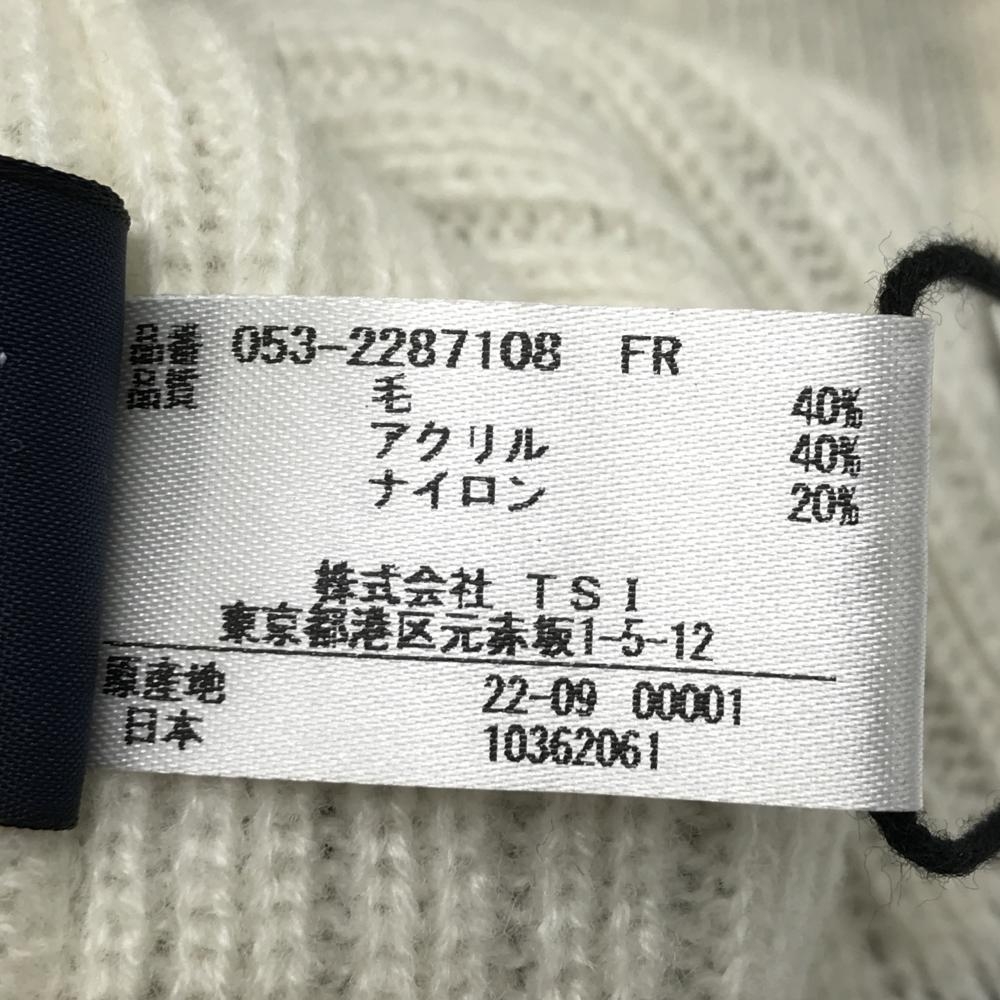 品番 053-2287108 FR
品質 毛 40%
アクリル 40%
ナイロン 20%
株式会社 TSI
東京都港区元赤坂1-5-12
原産地 22-09 00001
日本 10362061